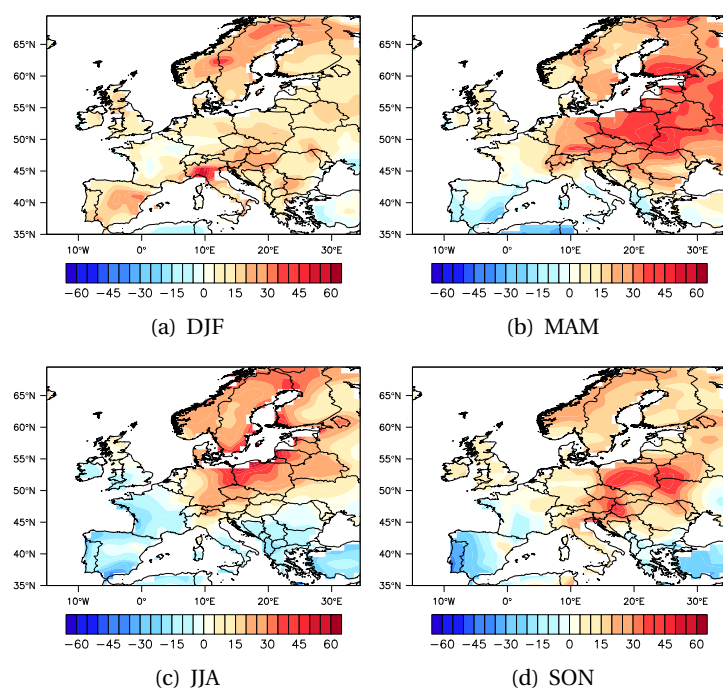 65°N 65°N
60°N 60°N
55°N 55°N
50°N 50°N
45°N 45°N
40°N 40°N
35°N 35°N
10°W 0° 10°E 20°E 30°E 10°W 0° 10°E 20°E 30°E
−60 −45 −30 −15 0 15 30 45 60 −60 −45 −30 −15 0 15 30 45 60
(a) DJF (b) MAM
65°N 65°N
60°N 60°N
55°N 55°N
50°N 50°N
45°N 45°N
40°N 40°N
35°N 35°N
10°W 0° 10°E 20°E 30°E 10°W 0° 10°E 20°E 30°E
−60 −45 −30 −15 0 15 30 45 60 −60 −45 −30 −15 0 15 30 45 60
(c) JJA (d) SON